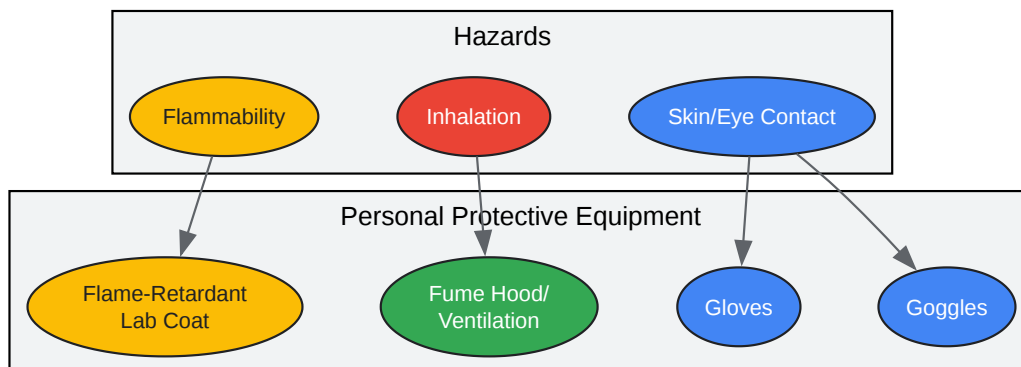 Hazards
Flammability
Inhalation
Skin/Eye Contact
Personal Protective Equipment
Flame-Retardant
Lab Coat
Fume Hood/
Ventilation
Gloves
Goggles